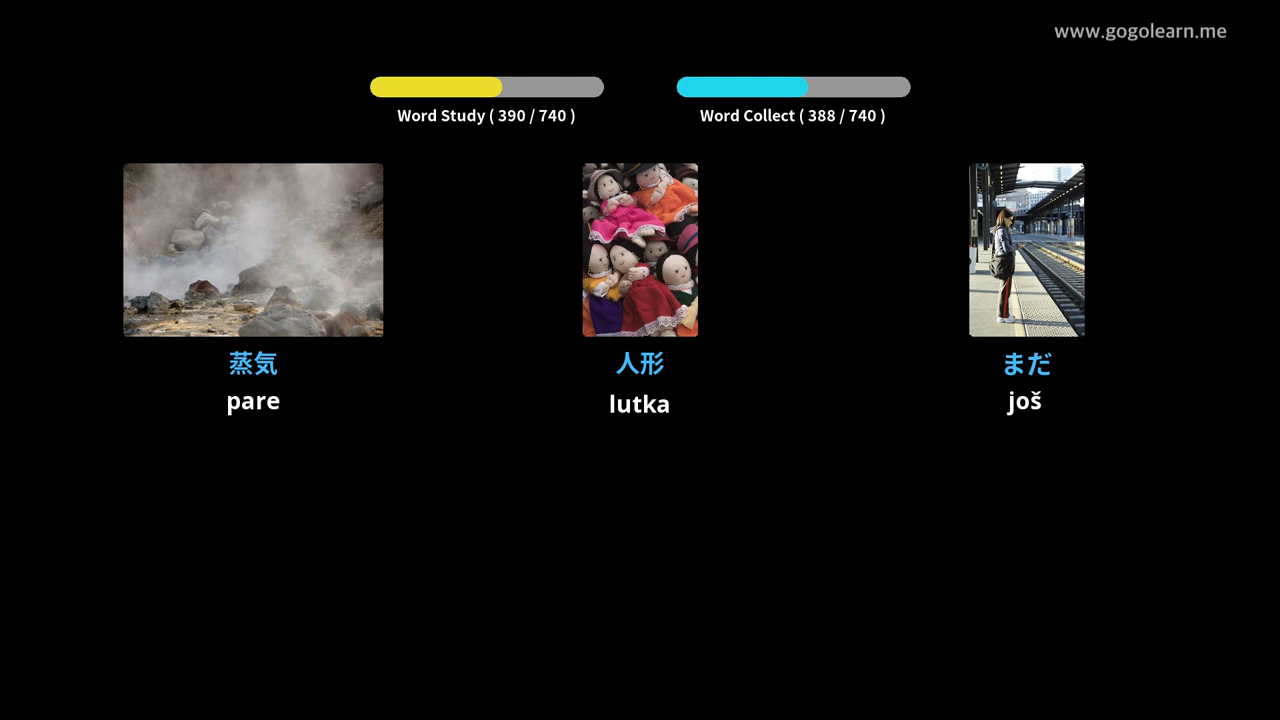 www.gogolearn.me
Word Study ( 390 / 740 )
Word Collect ( 388 / 740 )
蒸気
人形
まだ
pare
lutka
još